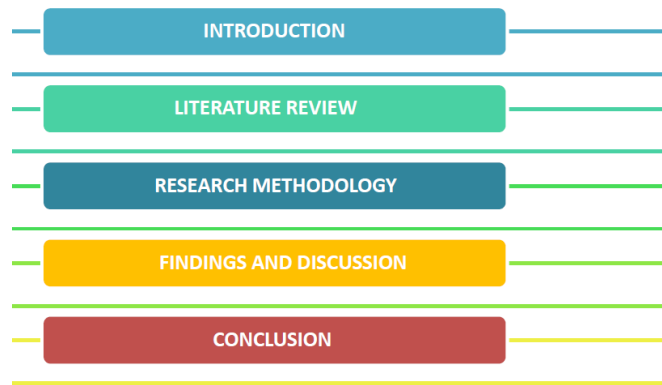 INTRODUCTION
LITERATURE REVIEW
RESEARCH METHODOLOGY
FINDINGS AND DISCUSSION
CONCLUSION